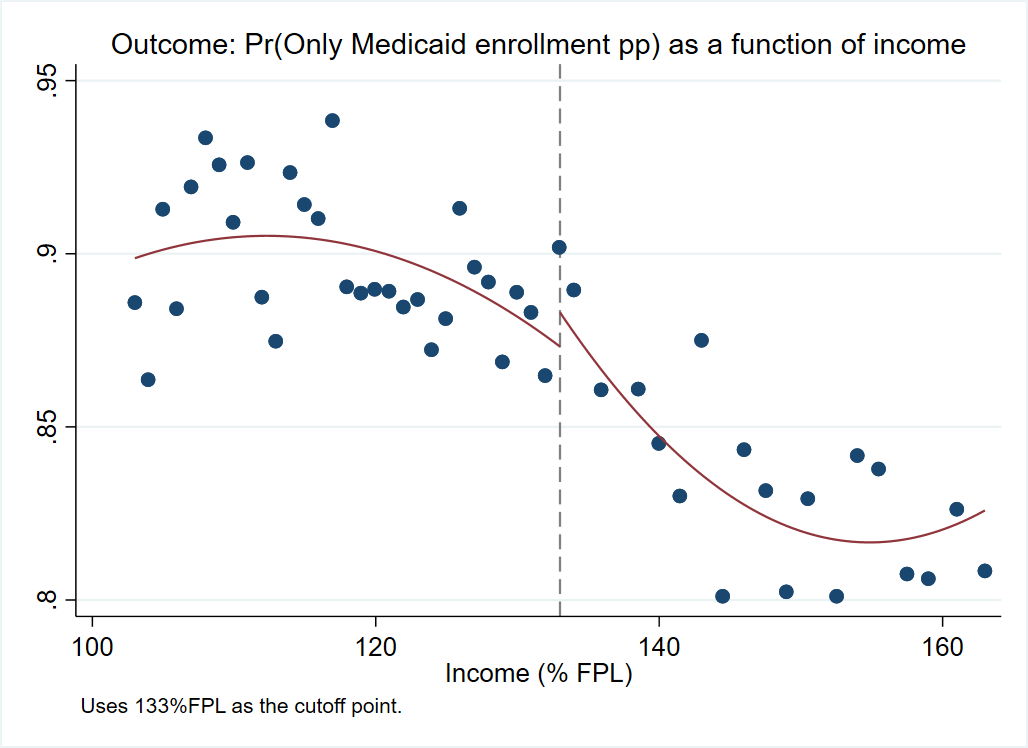 Outcome: Pr(Only Medicaid enrollment pp) as a function of income
.95
.9
.85
.8
100 120 140 160
Income (% FPL)
Uses 133%FPL as the cutoff point.